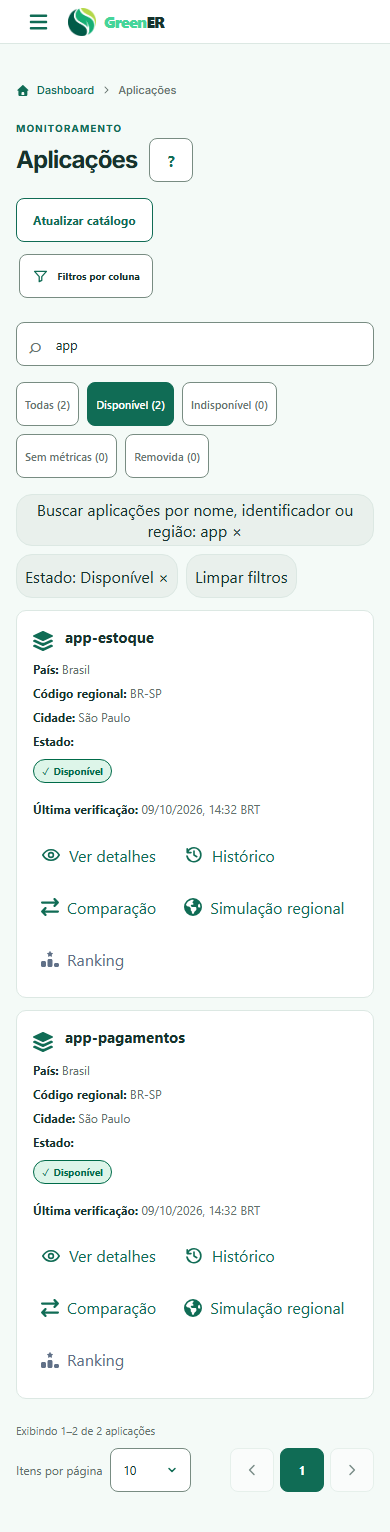 GreenER
Dashboard > Aplicações
MONITORAMENTO
Aplicações ?
Atualizar catálogo
Filtros por coluna
app
Todas (2) Disponível (2) Indisponível (0)
Sem métricas (0) Removida (0)
Buscar aplicações por nome, identificador ou
região: app ×
Estado: Disponível × Limpar filtros
app-estoque
País: Brasil
Código regional: BR-SP
Cidade: São Paulo
Estado:
✓ Disponível
Última verificação: 09/10/2026, 14:32 BRT
Ver detalhes Histórico
Comparação Simulação regional
Ranking
app-pagamentos
País: Brasil
Código regional: BR-SP
Cidade: São Paulo
Estado:
✓ Disponível
Última verificação: 09/10/2026, 14:32 BRT
Ver detalhes Histórico
Comparação Simulação regional
Ranking
Exibindo 1–2 de 2 aplicações
Itens por página 10 1